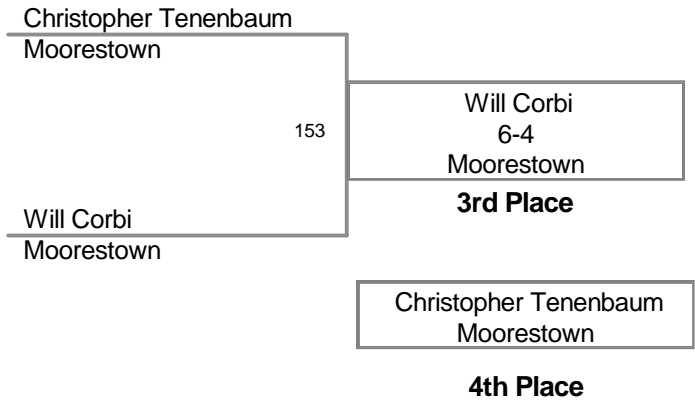 Christopher Tenenbaum
Moorestown
153
Will Corbi
6-4
Moorestown
3rd Place
Will Corbi
Moorestown
Christopher Tenenbaum
Moorestown
4th Place